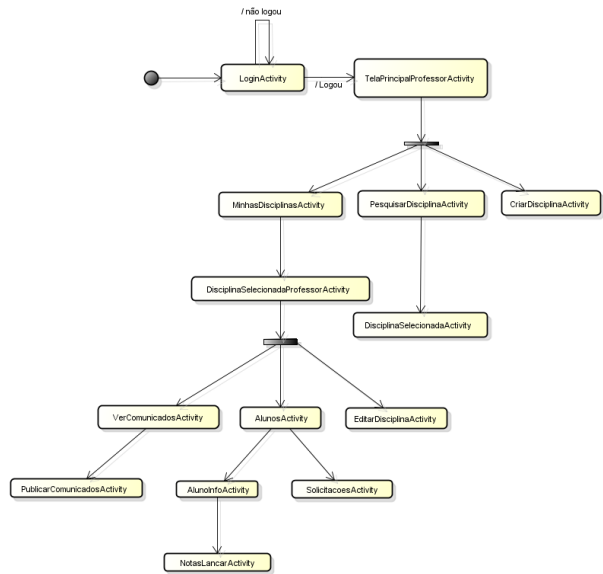 / não logou
LoginActivity
/ Logou
TelaPrincipalProfessorActivity
MinhasDisciplinasActivity
PesquisarDisciplinaActivity
CriarDisciplinaActivity
DisciplinaSelecionadaProfessorActivity
DisciplinaSelecionadaActivity
VerComunicadosActivity
AlunosActivity
EditarDisciplinaActivity
PublicarComunicadosActivity
AlunoInfoActivity
SolicitacoesActivity
NotasLancarActivity